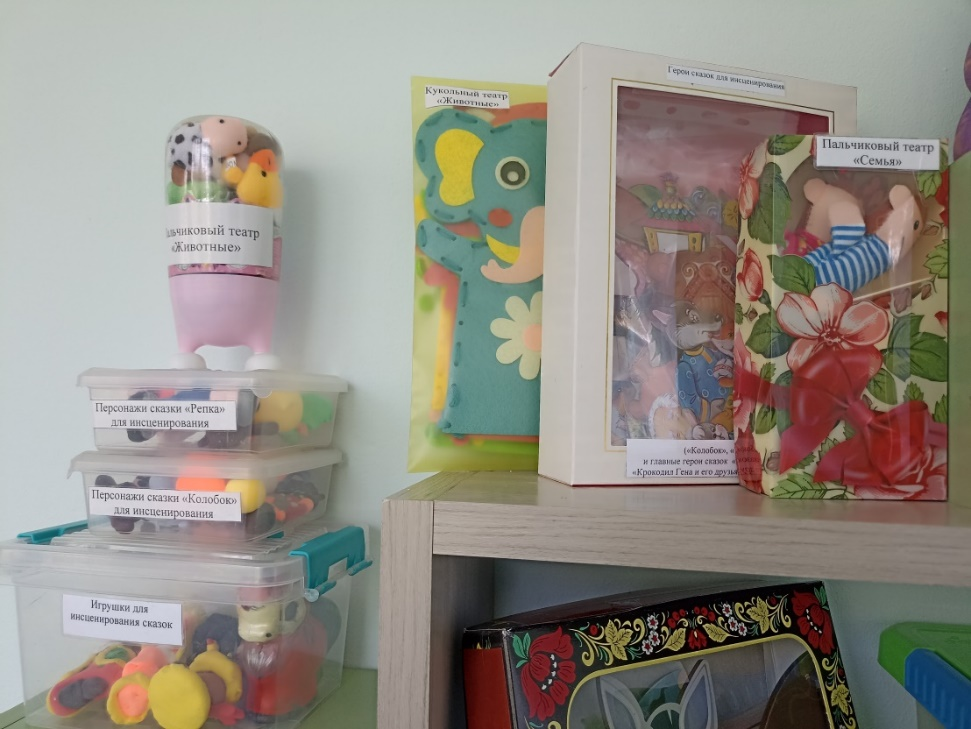 Пальчиковый театр
«Животные»
Персонажи сказки «Репка»
для инсценирования
Персонажи сказки «Колобок»
для инсценирования
Игрушки для
инсценирования сказок
Кукольный театр
«Животные»
Герои сказок для инсценирования
(«Колобок»,
и главные герои сказок
«Крокодил Гена и его друзья
Пальчиковый театр
«Семья»